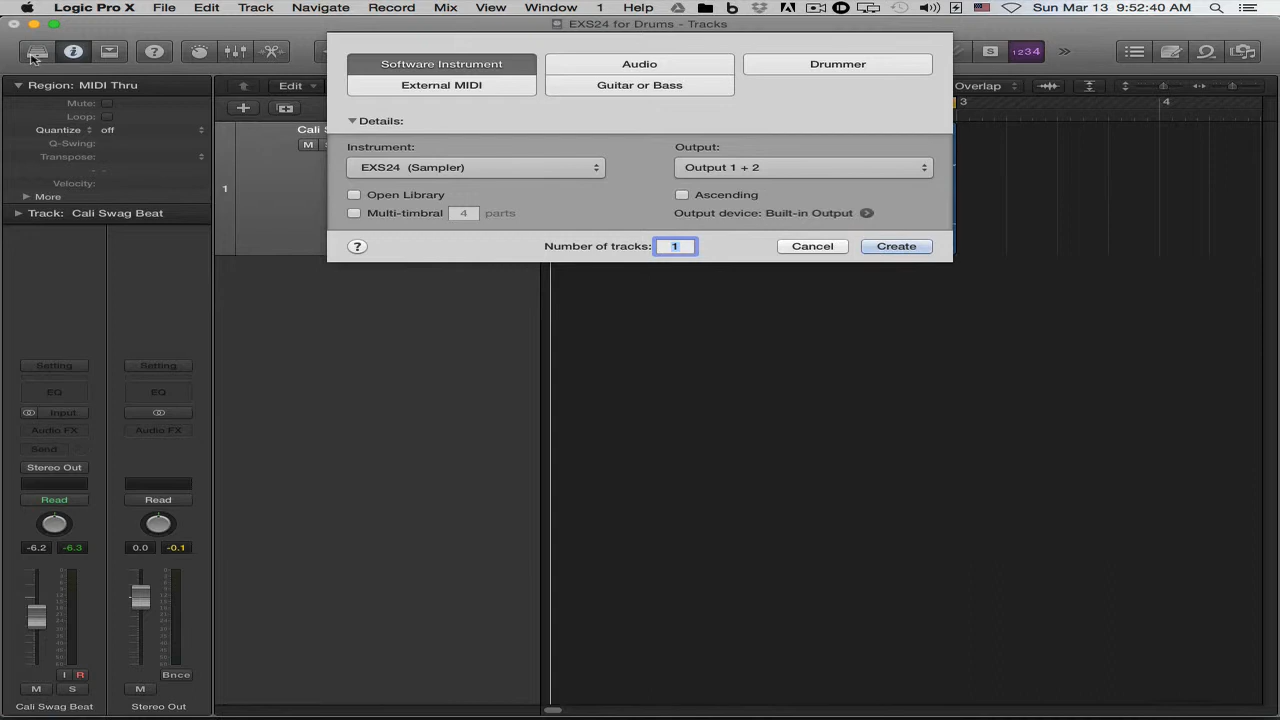 Logic Pro X File Edit Track Navigate Record Mix View Window 1 Help Sun Mar 13 9:52:40 AM
EXS24 for Drums - Tracks
S 1234
Software Instrument Audio Drummer
External MIDI Guitar or Bass
Details:
Instrument: Output:
EXS24 (Sampler) Output 1 + 2
Open Library Ascending
Multi-timbral 4 parts Output device: Built-in Output
? Number of tracks: 1 Cancel Create
Region: MIDI Thru
Mute:
Loop:
Quantize off
Q-Swing:
Transpose:
Velocity:
More
Track: Cali Swag Beat
Edit
Overlap
3 4
Cali S
M S
1
Setting Setting
EQ EQ
Input
Audio FX Audio FX
Send
Stereo Out
Read Read
-6.2 -6.3 0.0 -0.1
I R Bnce
M S M
Cali Swag Beat Stereo Out